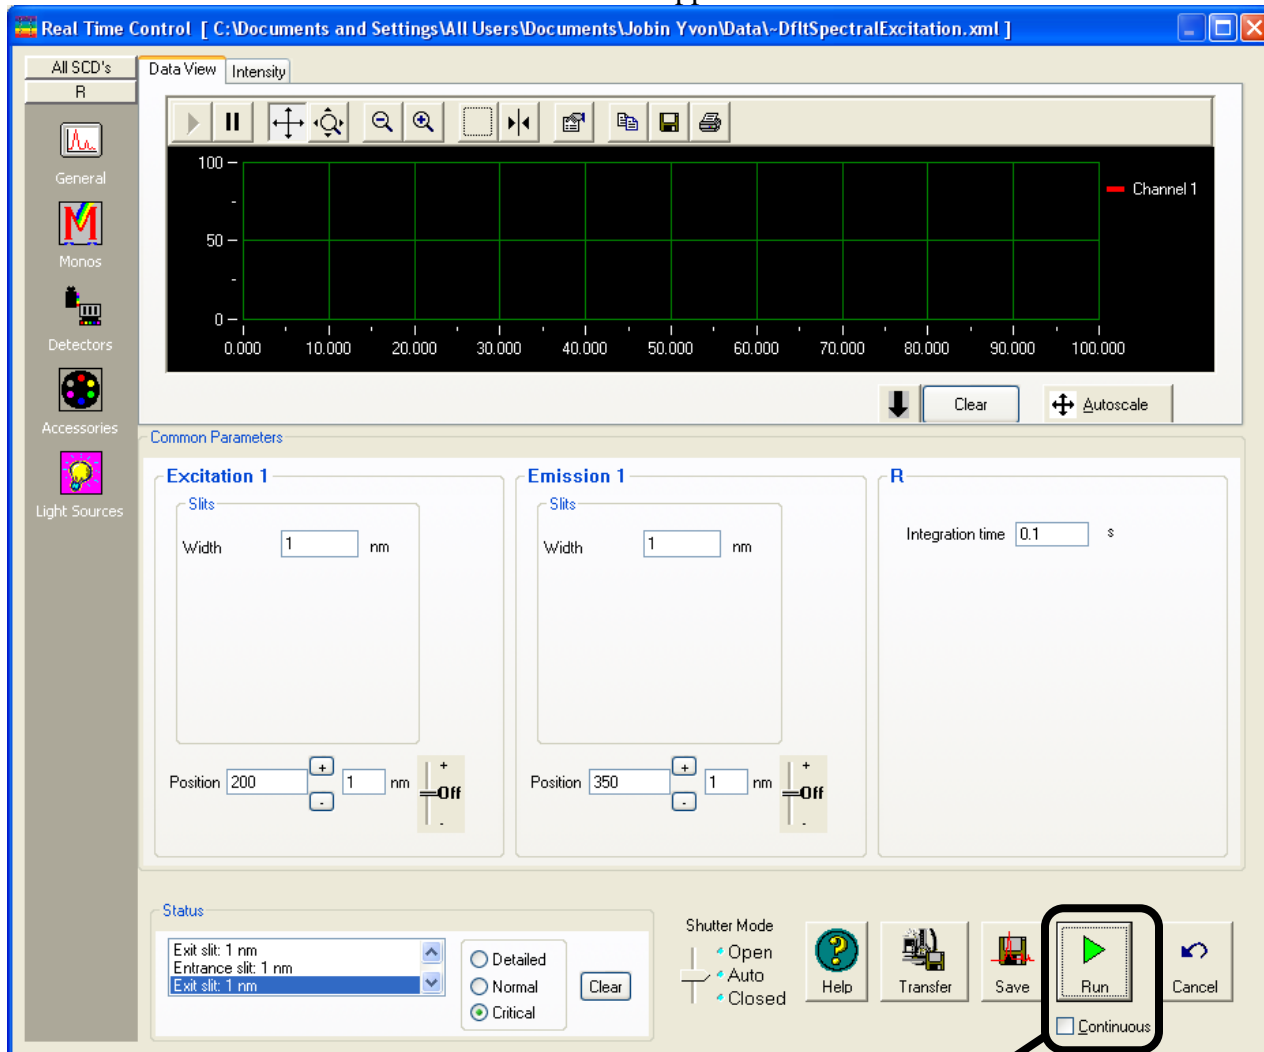 Real Time Control [ C:\Documents and Settings\All Users\Documents\Jobin Yvon\Data\~DfltSpectralExcitation.xml ]
All SCD's
R
General
Monos
Detectors
Accessories
Light Sources
Data View Intensity
100
50
0
0.000 10.000 20.000 30.000 40.000 50.000 60.000 70.000 80.000 90.000 100.000
Channel 1
Clear Autoscale
Common Parameters
Excitation 1
Slits
Width 1 nm
Position 200 + - 1 nm + Off -
Emission 1
Slits
Width 1 nm
Position 350 + - 1 nm + Off -
R
Integration time 0.1 s
Status
Exit slit: 1 nm
Entrance slit: 1 nm
Exit slit: 1 nm
Detailed
Normal
Critical
Clear
Shutter Mode
Open
Auto
Closed
Help Transfer Save Run Cancel
Continuous